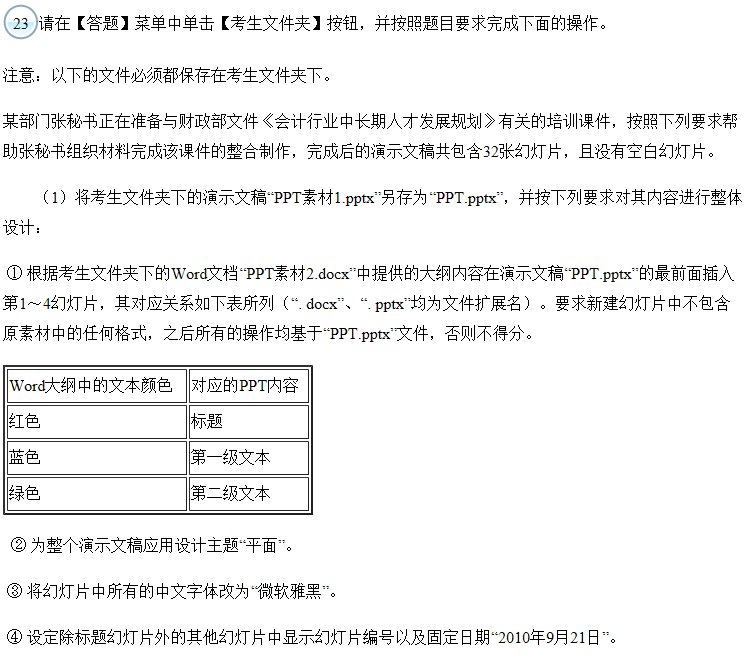 23 请在【答题】菜单中单击【考生文件夹】按钮，并按照题目要求完成下面的操作。
注意：以下的文件必须都保存在考生文件夹下。
某部门张秘书正在准备与财政部文件《会计行业中长期人才发展规划》有关的培训课件，按照下列要求帮
助张秘书组织材料完成该课件的整合制作，完成后的演示文稿共包含32张幻灯片，且没有空白幻灯片。
（1）将考生文件夹下的演示文稿“PPT素材1.pptx”另存为“PPT.pptx”，并按下列要求对其内容进行整体
设计：
① 根据考生文件夹下的Word文档“PPT素材2.docx”中提供的大纲内容在演示文稿“PPT.pptx”的最前面插入
第1～4幻灯片，其对应关系如下表所列（“. docx”、“. pptx”均为文件扩展名）。要求新建幻灯片中不包含
原素材中的任何格式，之后所有的操作均基于“PPT.pptx”文件，否则不得分。
Word大纲中的文本颜色 对应的PPT内容
红色 标题
蓝色 第一级文本
绿色 第二级文本
② 为整个演示文稿应用设计主题“平面”。
③ 将幻灯片中所有的中文字体改为“微软雅黑”。
④ 设定除标题幻灯片外的其他幻灯片中显示幻灯片编号以及固定日期“2010年9月21日”。